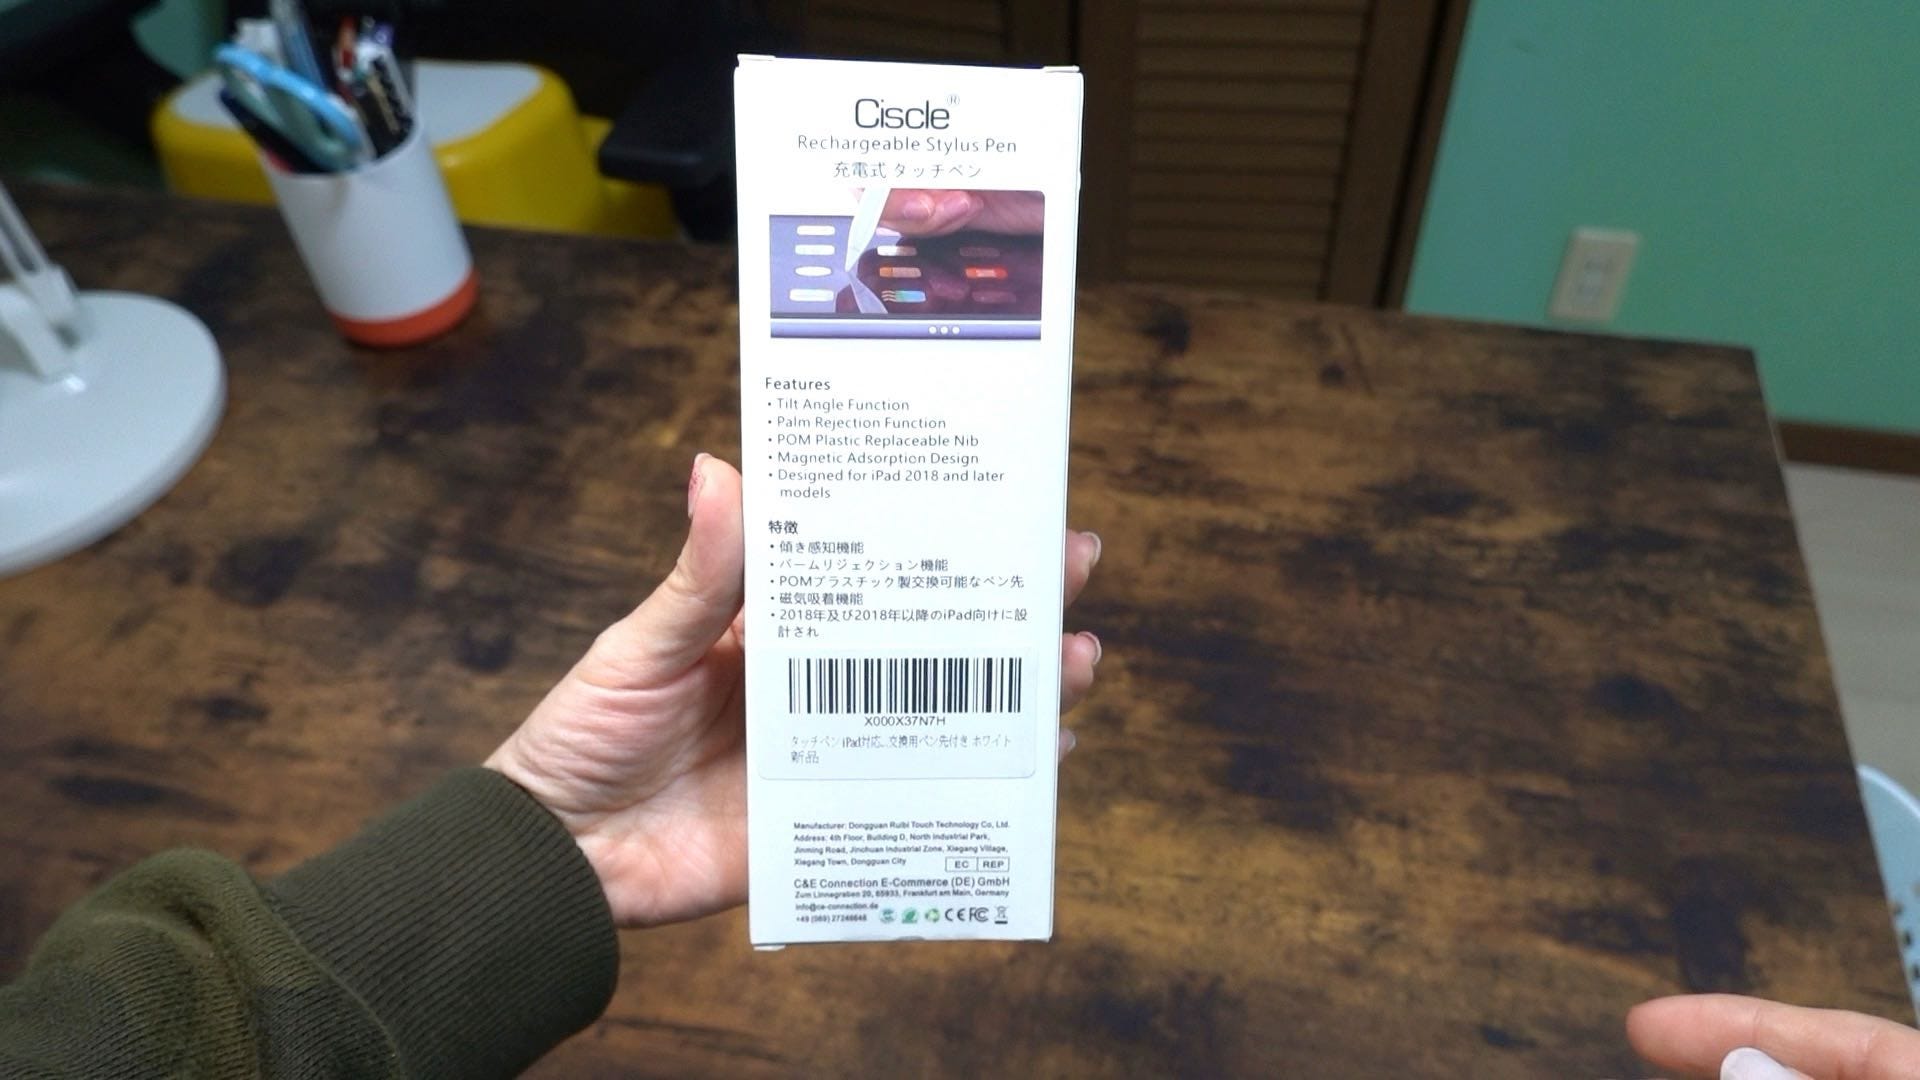 Ciscle®
Rechargeable Stylus Pen
充電式 タッチペン
Features
• Tilt Angle Function
• Palm Rejection Function
• POM Plastic Replaceable Nib
• Magnetic Adsorption Design
• Designed for iPad 2018 and later
models
特徴
• 傾き感知機能
• パームリジェクション機能
• POMプラスチック製交換可能なペン先
• 磁気吸着機能
• 2018年及び2018年以降のiPad向けに設
計され
X000X37N7H
タッチペン iPad対応...交換用ペン先付き ホワイト
新品
Manufacturer: Dongguan Ruibi Touch Technology Co, Ltd.
Address: 4th Floor, Building D, North Industrial Park,
Jinming Road, Jinchuan Industrial Zone, Xiegang Village,
Xiegang Town, Dongguan City
EC REP
C&E Connection E-Commerce (DE) GmbH
Zum Linnegraben 20, 65933, Frankfurt am Main, Germany
info@ce-connection.de
+49 (069) 27246648
CE FC